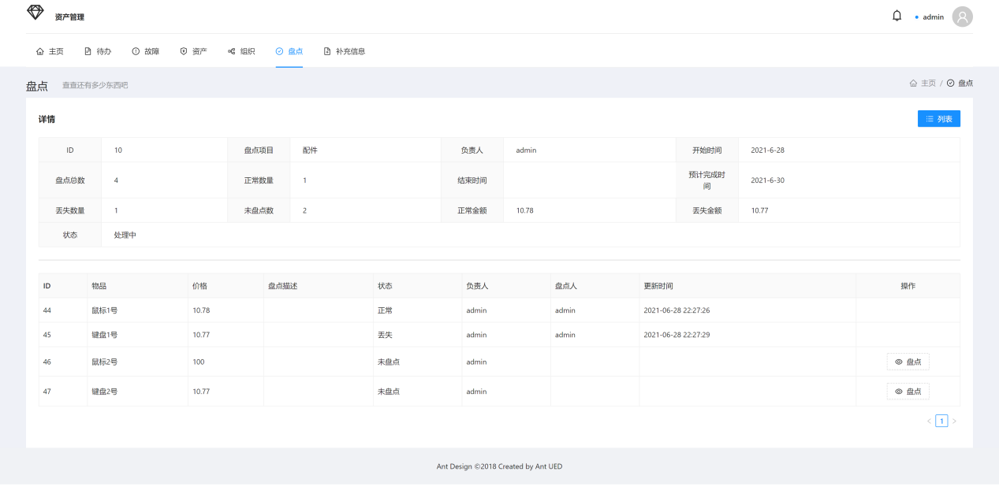 资产管理
admin
主页 待办 故障 资产 组织 盘点 补充信息
盘点 查查还有多少东西吧 主页 / 盘点
详情 列表
ID 10 盘点项目 配件 负责人 admin 开始时间 2021-6-28
盘点总数 4 正常数量 1 结束时间 预计完成时间 2021-6-30
丢失数量 1 未盘点数 2 正常金额 10.78 丢失金额 10.77
状态 处理中
ID 物品 价格 盘点描述 状态 负责人 盘点人 更新时间 操作
44 鼠标1号 10.78 正常 admin admin 2021-06-28 22:27:26
45 键盘1号 10.77 丢失 admin admin 2021-06-28 22:27:29
46 鼠标2号 100 未盘点 admin 盘点
47 键盘2号 10.77 未盘点 admin 盘点
< 1 >
Ant Design ©2018 Created by Ant UED